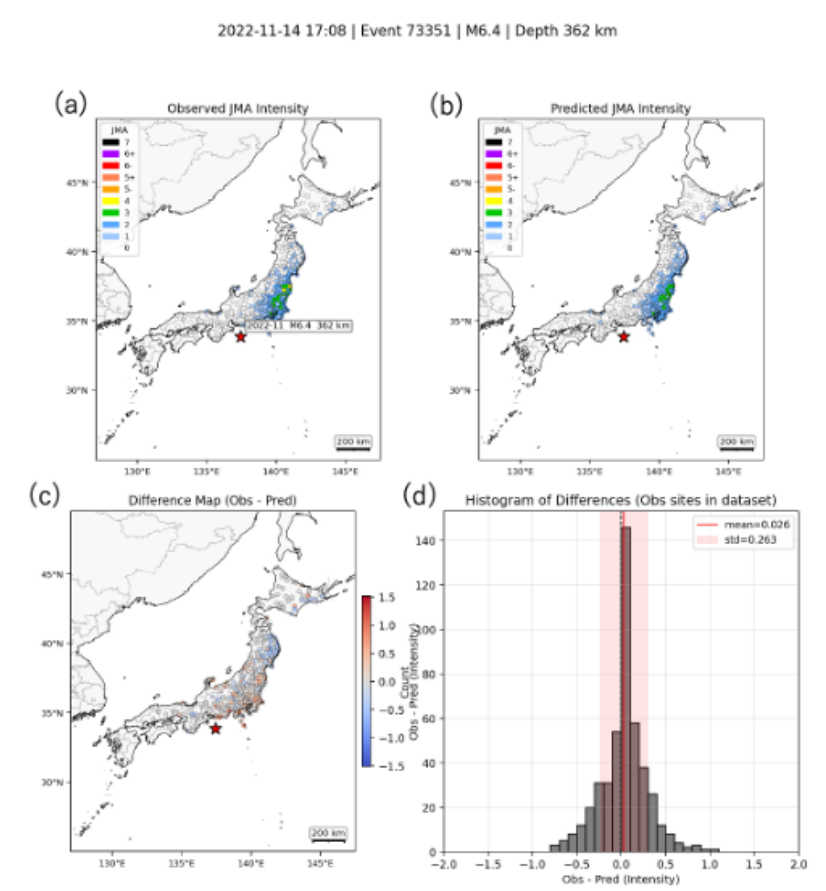 2022-11-14 17:08 | Event 73351 | M6.4 | Depth 362 km
(a)
Observed JMA Intensity
JMA
7
6+
6-
5+
5-
4
3
2
1
0
45°N
40°N
35°N
30°N
2022-11 M6.4 362 km
200 km
130°E 135°E 140°E 145°E
(b)
Predicted JMA Intensity
JMA
7
6+
6-
5+
5-
4
3
2
1
0
45°N
40°N
35°N
30°N
200 km
130°E 135°E 140°E 145°E
(c)
Difference Map (Obs - Pred)
45°N
40°N
35°N
30°N
200 km
130°E 135°E 140°E 145°E
1.5
1.0
0.5
0.0
−0.5
−1.0
−1.5
Obs - Pred (Intensity)
(d)
Histogram of Differences (Obs sites in dataset)
mean=0.026
std=0.263
Count
140
120
100
80
60
40
20
0
−2.0 −1.5 −1.0 −0.5 0.0 0.5 1.0 1.5 2.0
Obs - Pred (Intensity)